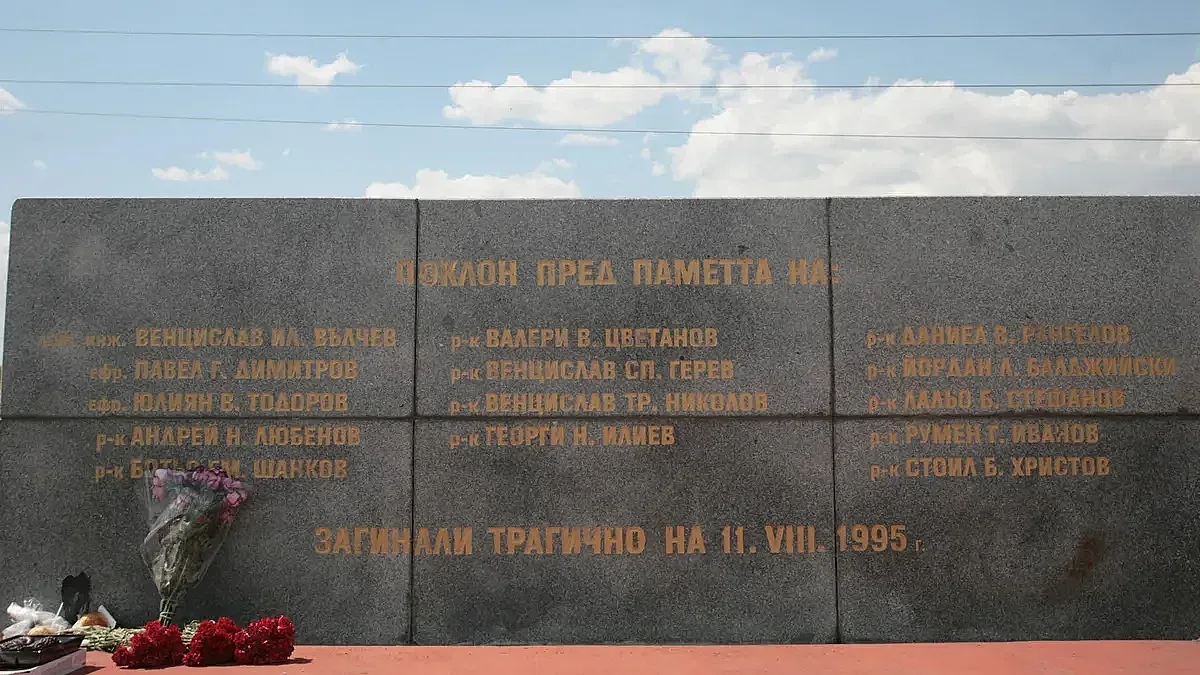 ПОКЛОН ПРЕД ПАМЕТТА НА:
инж. ВЕНЦИСЛАВ ИЛ. ВЪЛЧЕВ
ефр. ПАВЕЛ Г. ДИМИТРОВ
ефр. ЮЛИЯН В. ТОДОРОВ
р-к АНДРЕЙ Н. ЛЮБЕНОВ
р-к ШАНКОВ
р-к ВАЛЕРИ В. ЦВЕТАНОВ
р-к ВЕНЦИСЛАВ СП. ГЕРЕВ
р-к ВЕНЦИСЛАВ ТР. НИКОЛОВ
р-к ГЕОРГИ Н. ИЛИЕВ
р-к ДАНИЕЛ В. РАНГЕЛОВ
р-к ЙОРДАН Л. БАЛДЖИЙСКИ
р-к ЛАЛЬО Б. СТЕФАНОВ
р-к РУМЕН Г. ИВАНОВ
р-к СТОИЛ Б. ХРИСТОВ
ЗАГИНАЛИ ТРАГИЧНО НА 11. VIII. 1995 г.